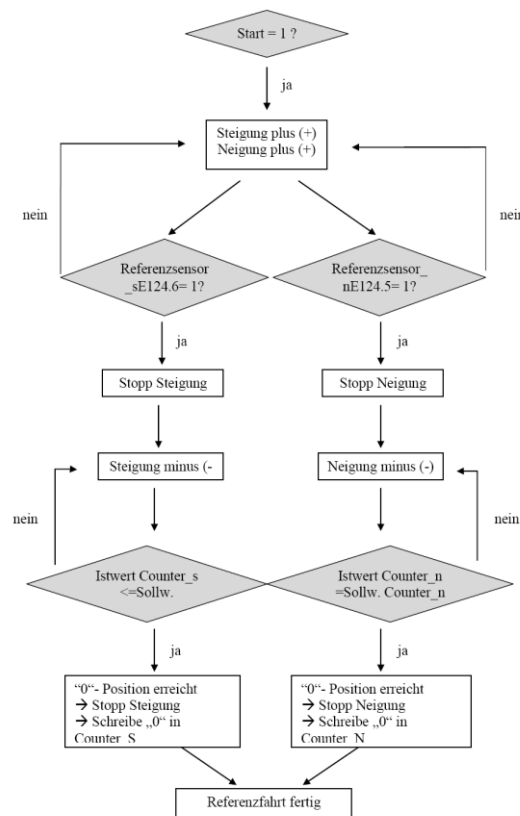 Start = 1 ?
ja
Steigung plus (+)
Neigung plus (+)
nein
nein
Referenzsensor
_sE124.6= 1?
Referenzsensor_
nE124.5= 1?
ja
ja
Stopp Steigung
Stopp Neigung
Steigung minus (-
Neigung minus (-)
nein
nein
Istwert Counter_s
<=Sollw.
Istwert Counter_n
=Sollw. Counter_n
ja
ja
“0“- Position erreicht
→ Stopp Steigung
→ Schreibe „0“ in
Counter_S
“0“- Position erreicht
→ Stopp Neigung
→ Schreibe „0“ in
Counter_N
Referenzfahrt fertig